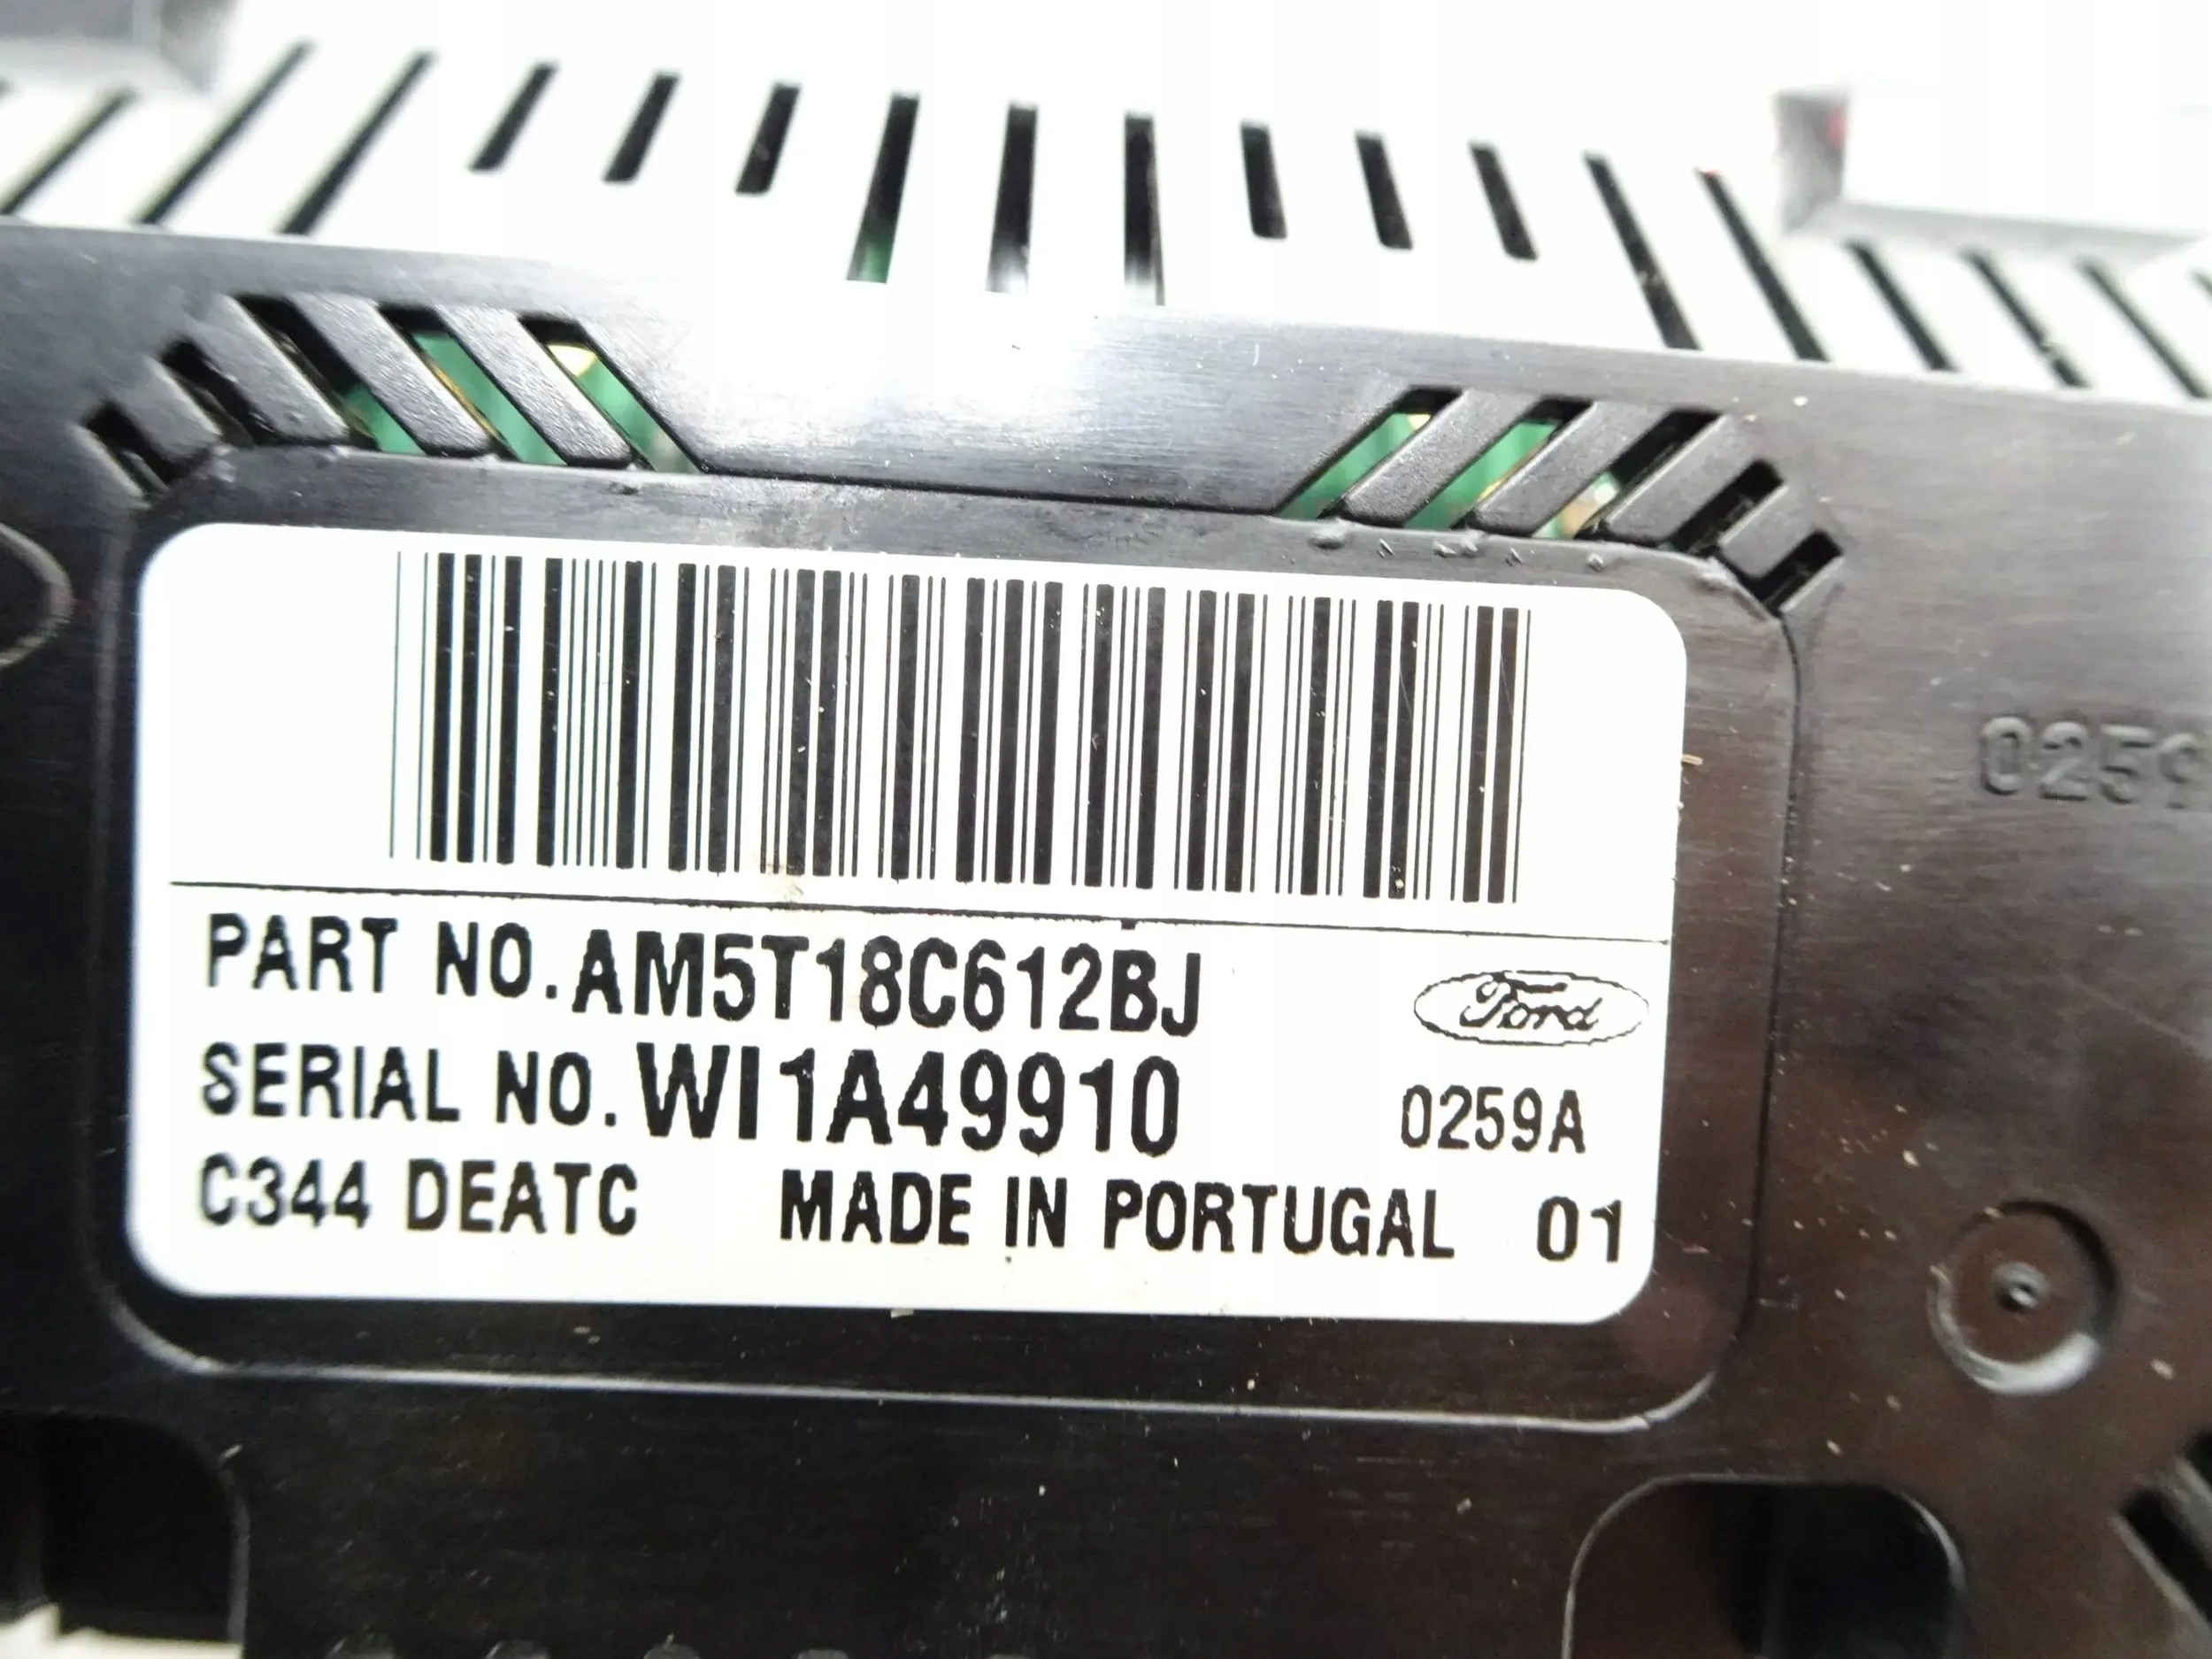 PART NO. AM5T18C612BJ
Ford
SERIAL NO. WI1A49910
0259A
C344 DEATC MADE IN PORTUGAL 01
0259